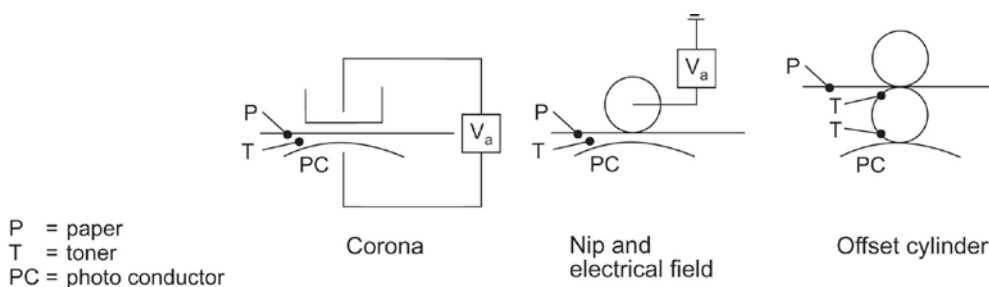 P
T
PC
V a
Corona
P
T
PC
V a
Nip and
electrical field
P
T
T
PC
Offset cylinder
P = paper
T = toner
PC = photo conductor